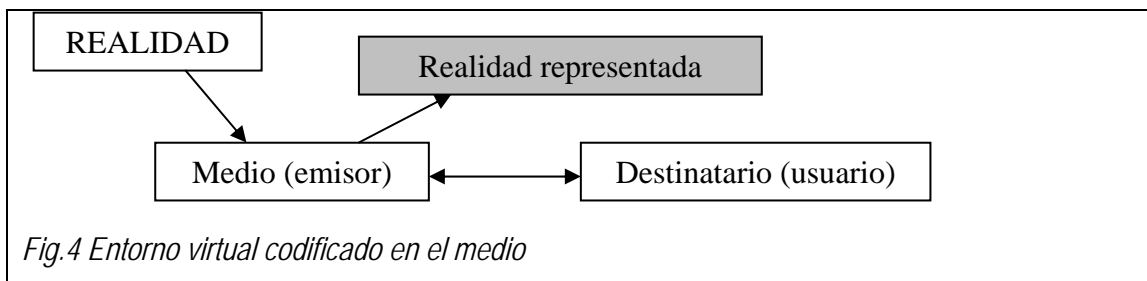 REALIDAD
Realidad representada
Medio (emisor)
Destinatario (usuario)
Fig.4 Entorno virtual codificado en el medio